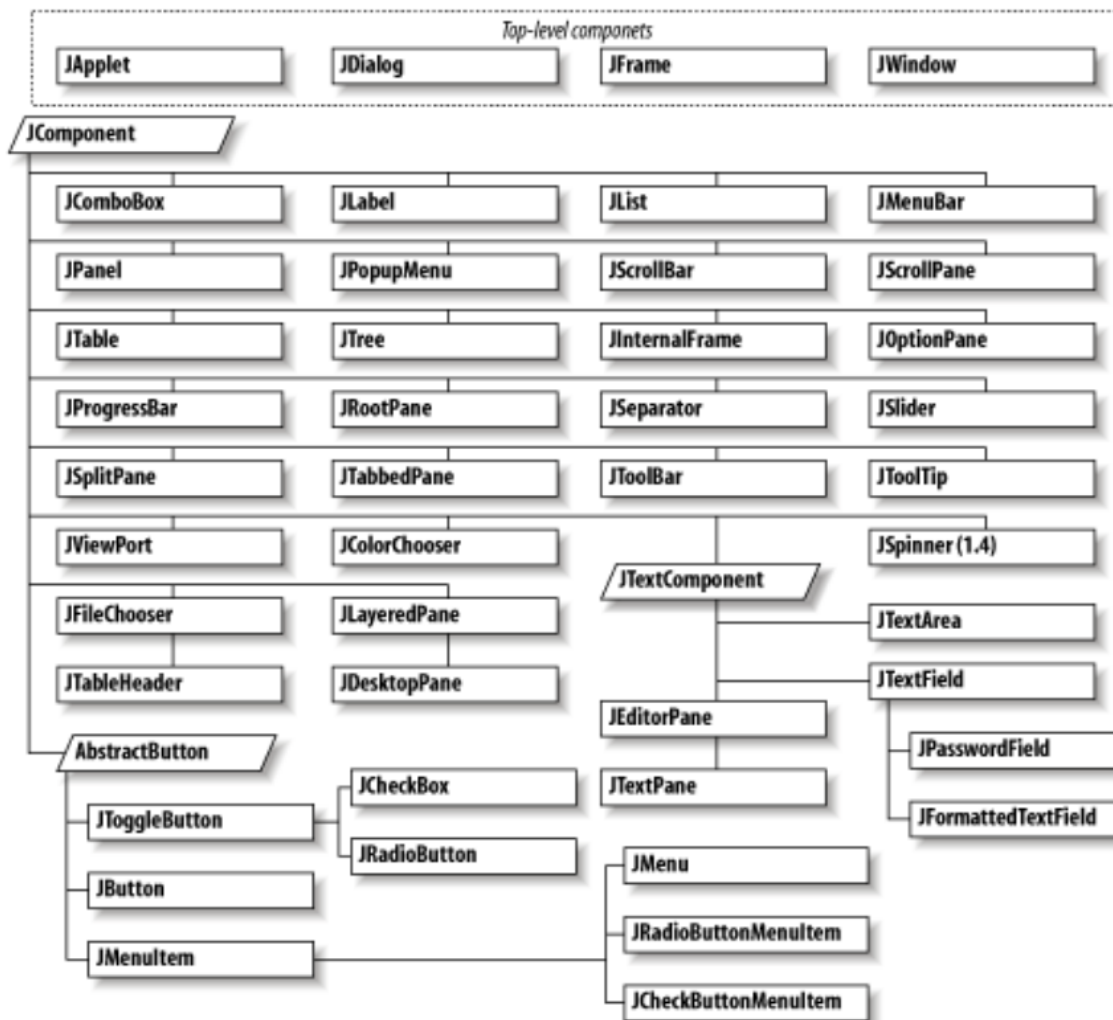 Top-level componets
JApplet
JDialog
JFrame
JWindow
JComponent
JComboBox
JLabel
JList
JMenuBar
JPanel
JPopupMenu
JScrollBar
JScrollPane
JTable
JTree
JInternalFrame
JOptionPane
JProgressBar
JRootPane
JSeparator
JSlider
JSplitPane
JTabbedPane
JToolBar
JToolTip
JViewPort
JColorChooser
JSpinner (1.4)
JTextComponent
JFileChooser
JLayeredPane
JTextArea
JTableHeader
JDesktopPane
JTextField
JEditorPane
AbstractButton
JPasswordField
JCheckBox
JTextPane
JToggleButton
JFormattedTextField
JRadioButton
JMenu
JButton
JRadioButtonMenuItem
JMenuItem
JCheckButtonMenuItem